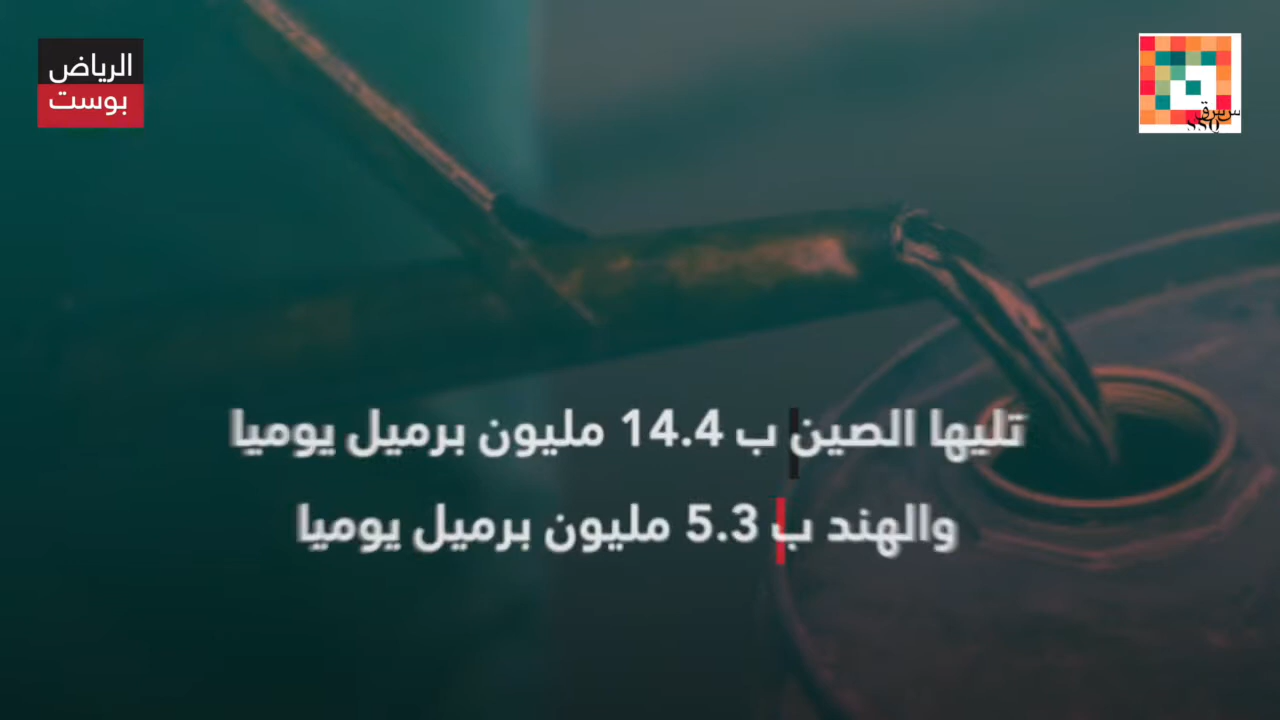 الرياض
بوست
تليها الصين ب 14.4 مليون برميل يوميا
والهند ب 5.3 مليون برميل يوميا